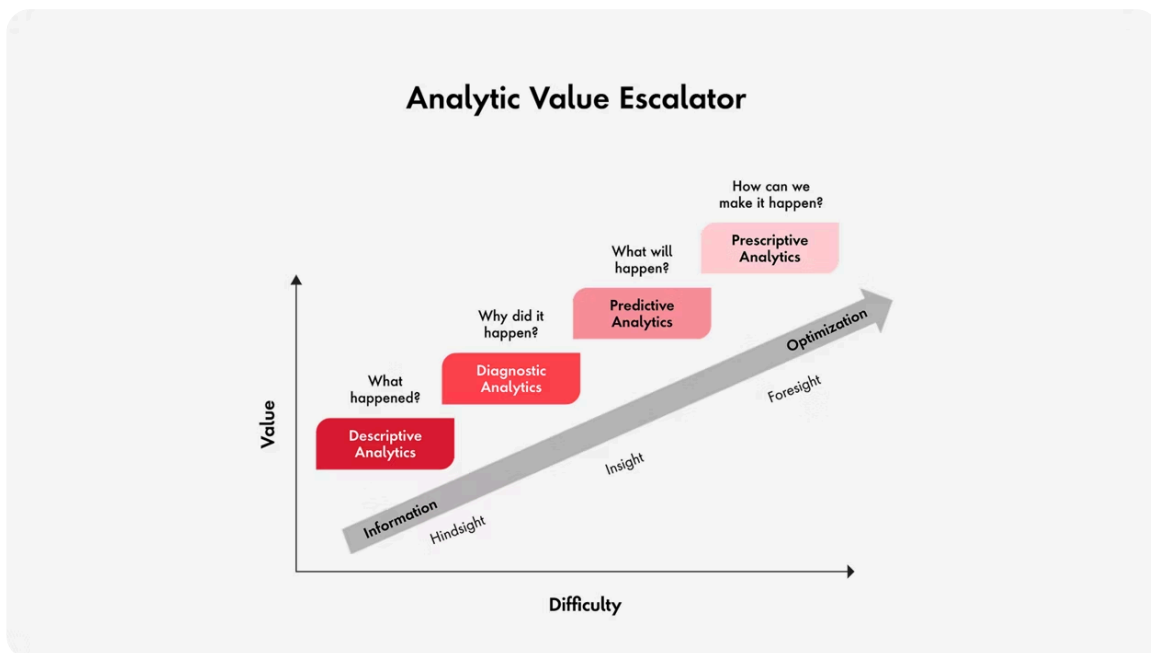 Analytic Value Escalator
How can we
make it happen?
Prescriptive
Analytics
What will
happen?
Predictive
Analytics
Why did it
happen?
Diagnostic
Analytics
What
happened?
Descriptive
Analytics
Value
Optimization
Foresight
Insight
Information
Hindsight
Difficulty